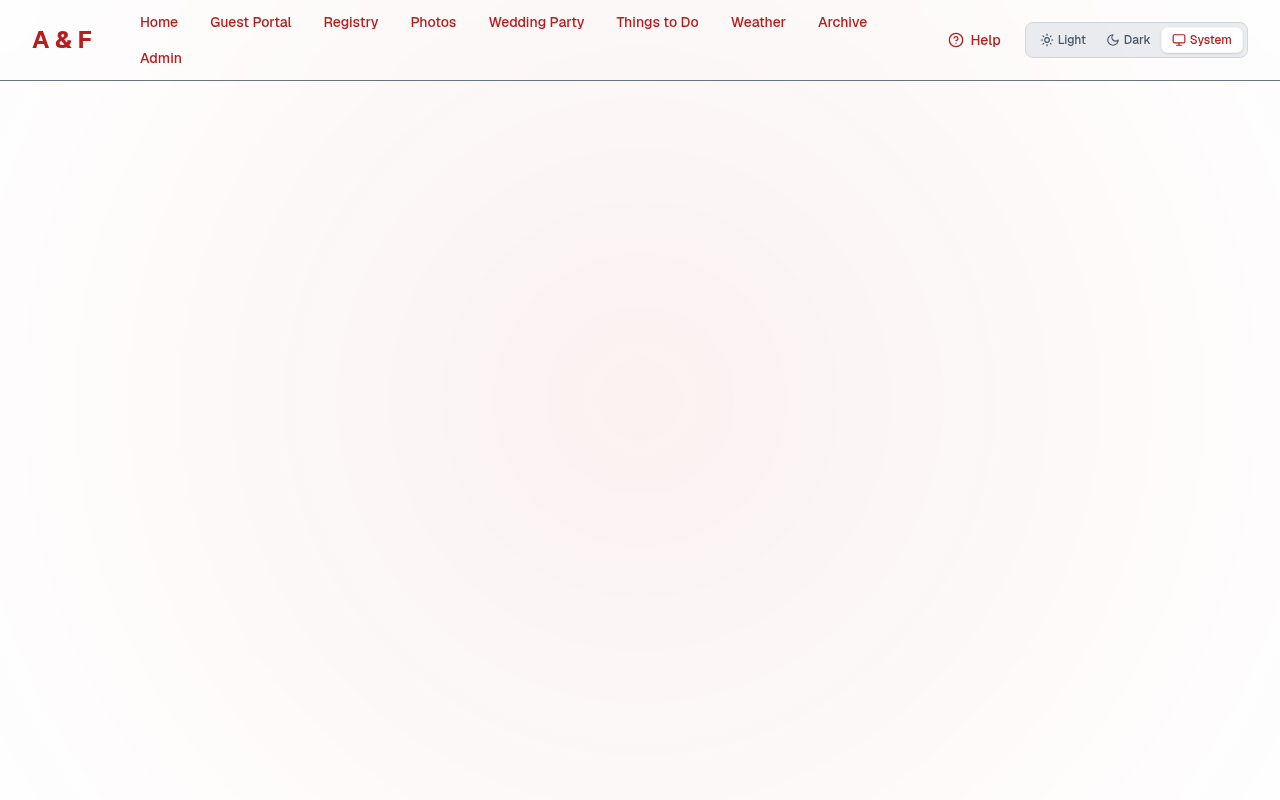 A & F
Home Guest Portal Registry Photos Wedding Party Things to Do Weather Archive
Admin
Help
Light Dark System